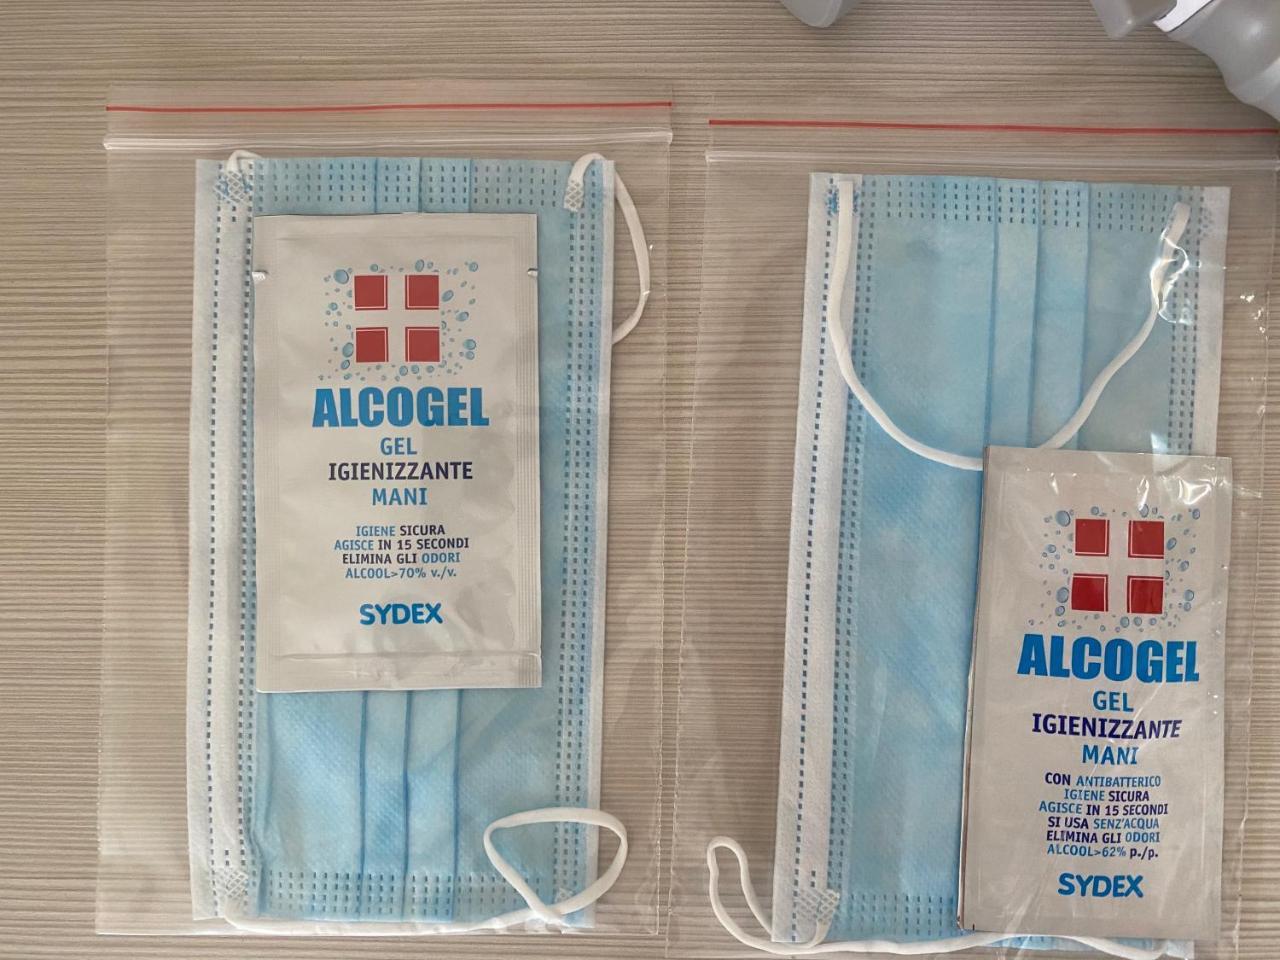 ALCOGEL
GEL
IGIENIZZANTE
MANI
IGIENE SICURA
AGISCE IN 15 SECONDI
ELIMINA GLI ODORI
ALCOOL>70% v./v.
SYDEX
ALCOGEL
GEL
IGIENIZZANTE
MANI
CON ANTIBATTERICO
IGIENE SICURA
AGISCE IN 15 SECONDI
SI USA SENZ'ACQUA
ELIMINA GLI ODORI
ALCOOL>62% p./p.
SYDEX